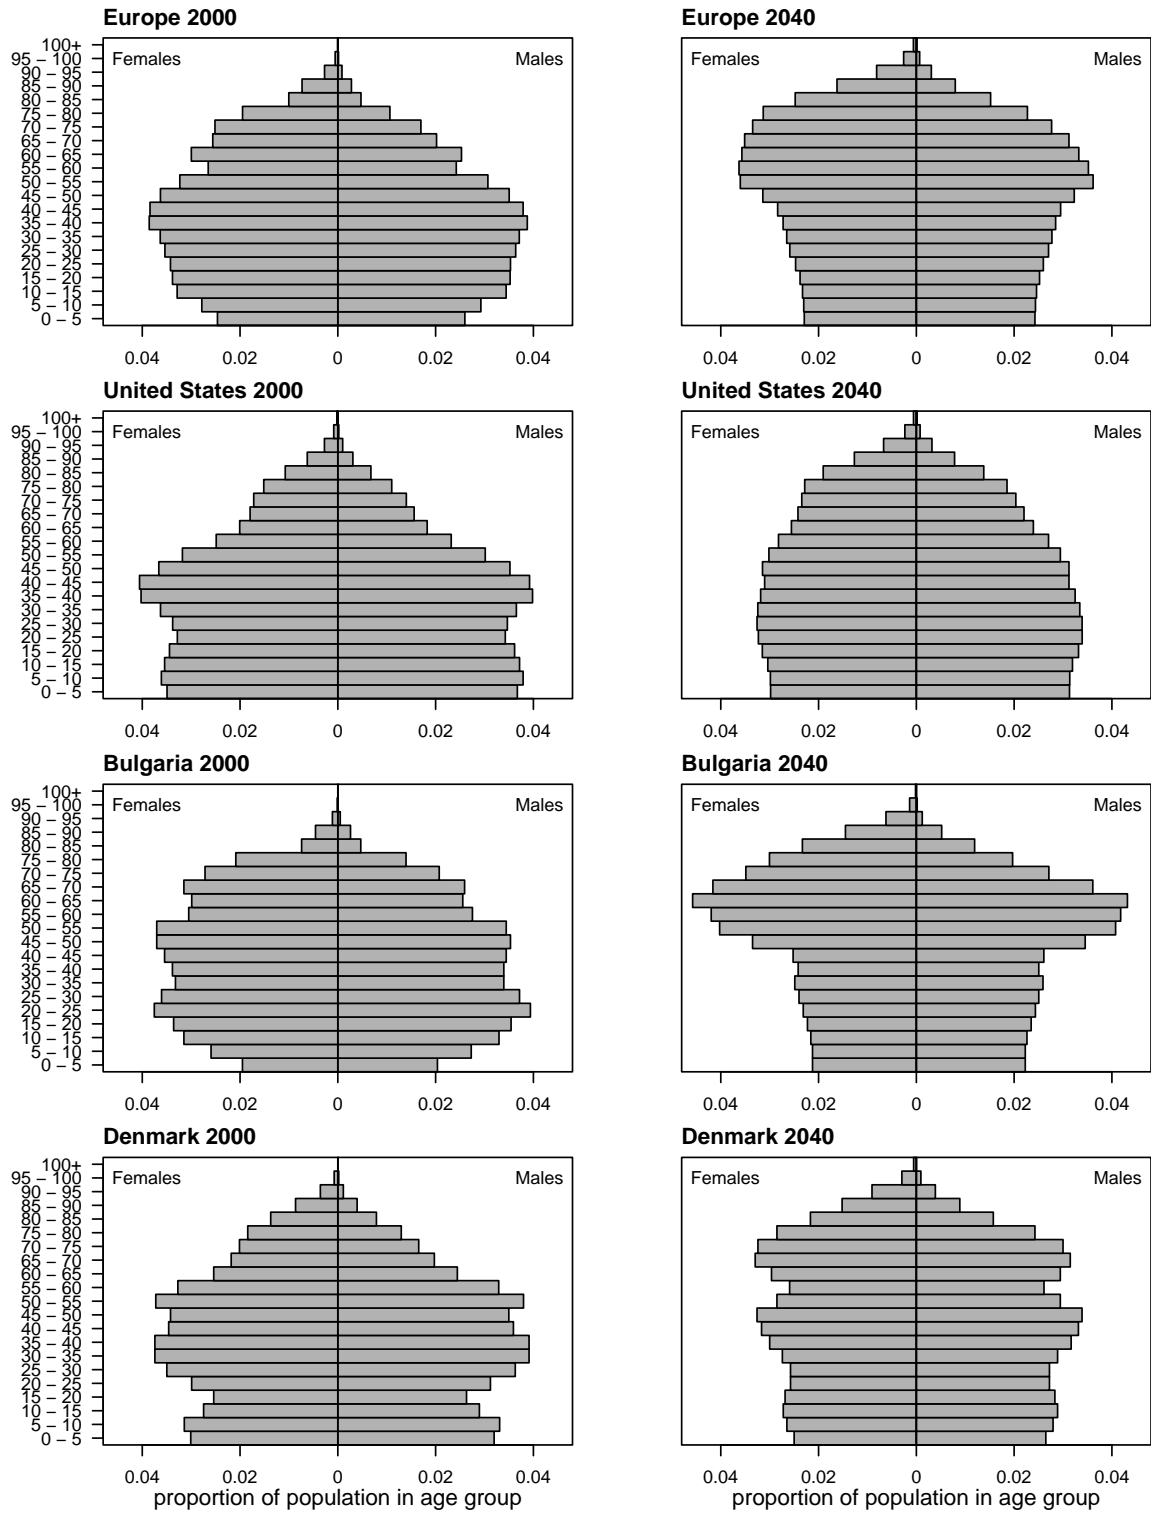 Europe 2000
Females
Males
100+
95 – 100
90 – 95
85 – 90
80 – 85
75 – 80
70 – 75
65 – 70
60 – 65
55 – 60
50 – 55
45 – 50
40 – 45
35 – 40
30 – 35
25 – 30
20 – 25
15 – 20
10 – 15
5 – 10
0 – 5
0.04 0.02 0 0.02 0.04
Europe 2040
Females
Males
0.04 0.02 0 0.02 0.04
United States 2000
Females
Males
100+
95 – 100
90 – 95
85 – 90
80 – 85
75 – 80
70 – 75
65 – 70
60 – 65
55 – 60
50 – 55
45 – 50
40 – 45
35 – 40
30 – 35
25 – 30
20 – 25
15 – 20
10 – 15
5 – 10
0 – 5
0.04 0.02 0 0.02 0.04
United States 2040
Females
Males
0.04 0.02 0 0.02 0.04
Bulgaria 2000
Females
Males
100+
95 – 100
90 – 95
85 – 90
80 – 85
75 – 80
70 – 75
65 – 70
60 – 65
55 – 60
50 – 55
45 – 50
40 – 45
35 – 40
30 – 35
25 – 30
20 – 25
15 – 20
10 – 15
5 – 10
0 – 5
0.04 0.02 0 0.02 0.04
Bulgaria 2040
Females
Males
0.04 0.02 0 0.02 0.04
Denmark 2000
Females
Males
100+
95 – 100
90 – 95
85 – 90
80 – 85
75 – 80
70 – 75
65 – 70
60 – 65
55 – 60
50 – 55
45 – 50
40 – 45
35 – 40
30 – 35
25 – 30
20 – 25
15 – 20
10 – 15
5 – 10
0 – 5
0.04 0.02 0 0.02 0.04
proportion of population in age group
Denmark 2040
Females
Males
0.04 0.02 0 0.02 0.04
proportion of population in age group